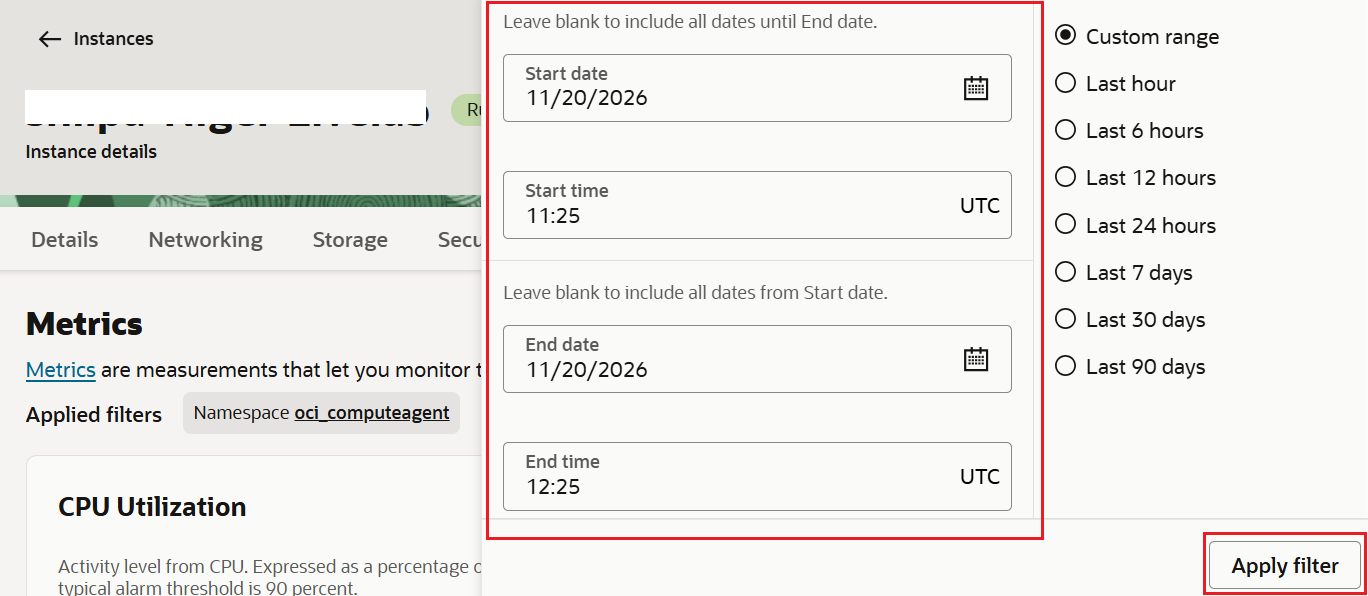 Instances
Instance details
Details Networking Storage
Metrics
Metrics are measurements that let you monitor
Applied filters Namespace oci_computeagent
CPU Utilization
Activity level from CPU. Expressed as a percentage
typical alarm threshold is 90 percent.
Leave blank to include all dates until End date.
Start date
11/20/2026
Start time
11:25 UTC
Leave blank to include all dates from Start date.
End date
11/20/2026
End time
12:25 UTC
Custom range
Last hour
Last 6 hours
Last 12 hours
Last 24 hours
Last 7 days
Last 30 days
Last 90 days
Apply filter